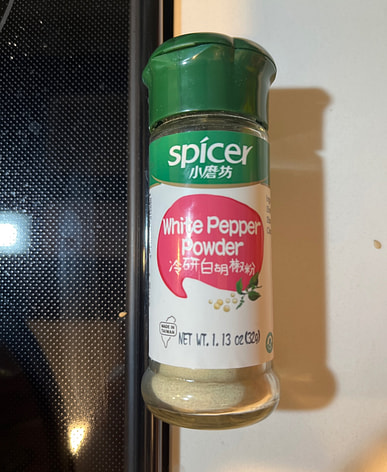 spícer
小磨坊
White Pepper
Powder
冷研白胡椒粉
MADE IN
TAIWAN
NET WT. 1.13 oz(32g)